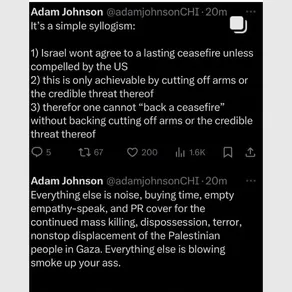 Adam Johnson @adamjohnsonCHI · 20m
It's a simple syllogism:
1) Israel wont agree to a lasting ceasefire unless
compelled by the US
2) this is only achievable by cutting off arms or
the credible threat thereof
3) therefor one cannot “back a ceasefire”
without backing cutting off arms or the credible
threat thereof
5 67 200 1.6K
Adam Johnson @adamjohnsonCHI · 20m
Everything else is noise, buying time, empty
empathy-speak, and PR cover for the
continued mass killing, dispossession, terror,
nonstop displacement of the Palestinian
people in Gaza. Everything else is blowing
smoke up your ass.